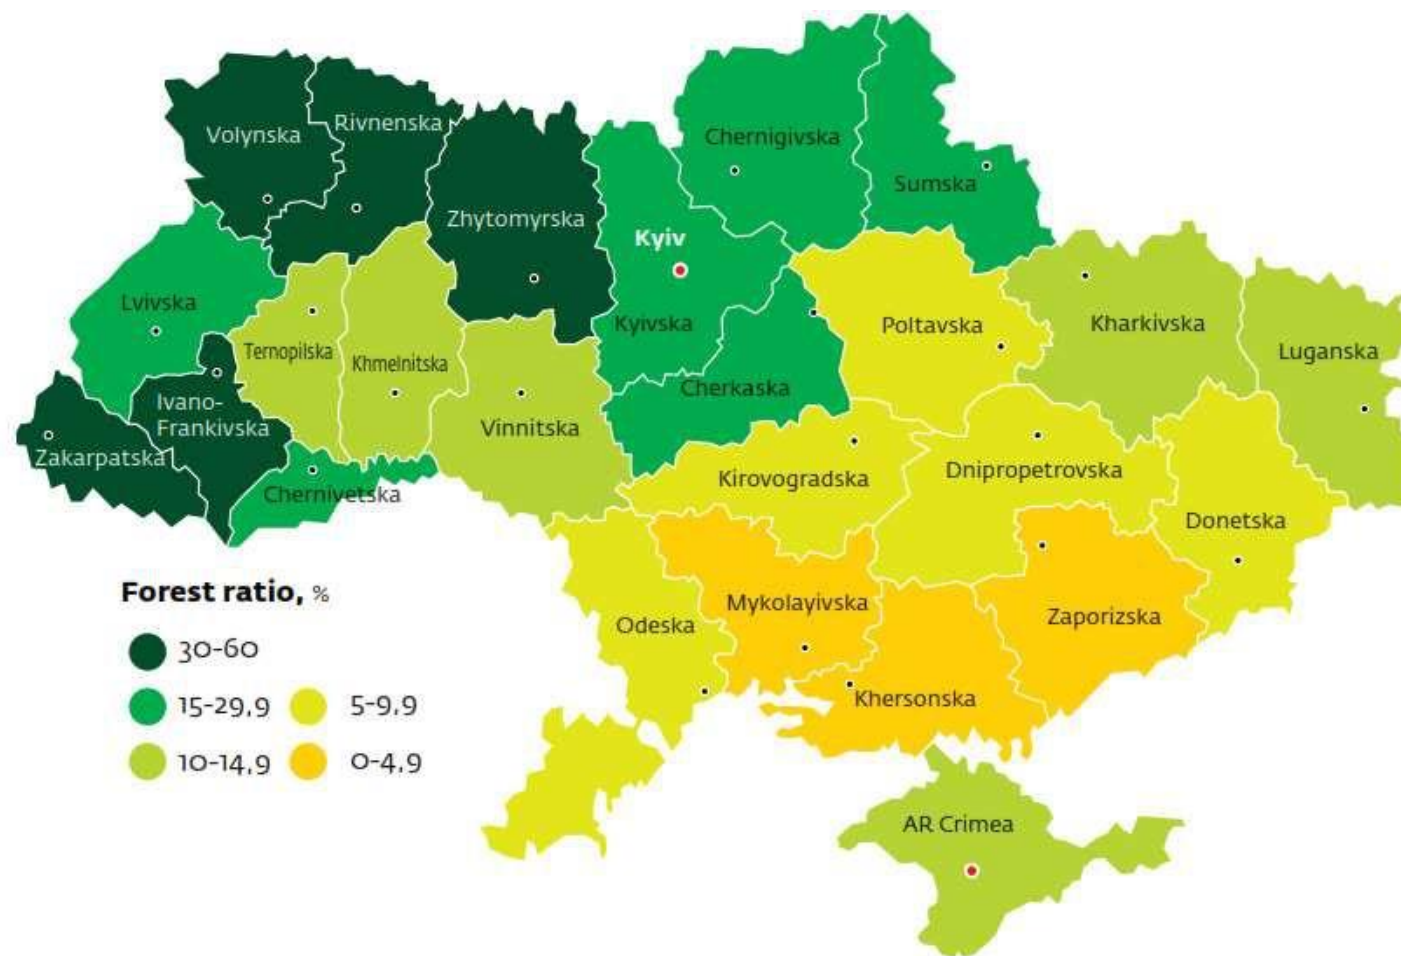 Volynska
Rivnenska
Chernigivska
Sumska
Zhytomyrska
Kyiv
Lvivska
Kyivska
Poltavska
Kharkivska
Ternopilska
Khmelnitska
Luganska
Cherkaska
Ivano-
Frankivska
Vinnitska
Zakarpatska
Kirovogradska
Dnipropetrovska
Chernivetska
Donetska
Forest ratio, %
Mykolayivska
Zaporizska
Odeska
30-60
Khersonska
15-29,9 5-9,9
10-14,9 0-4,9
AR Crimea